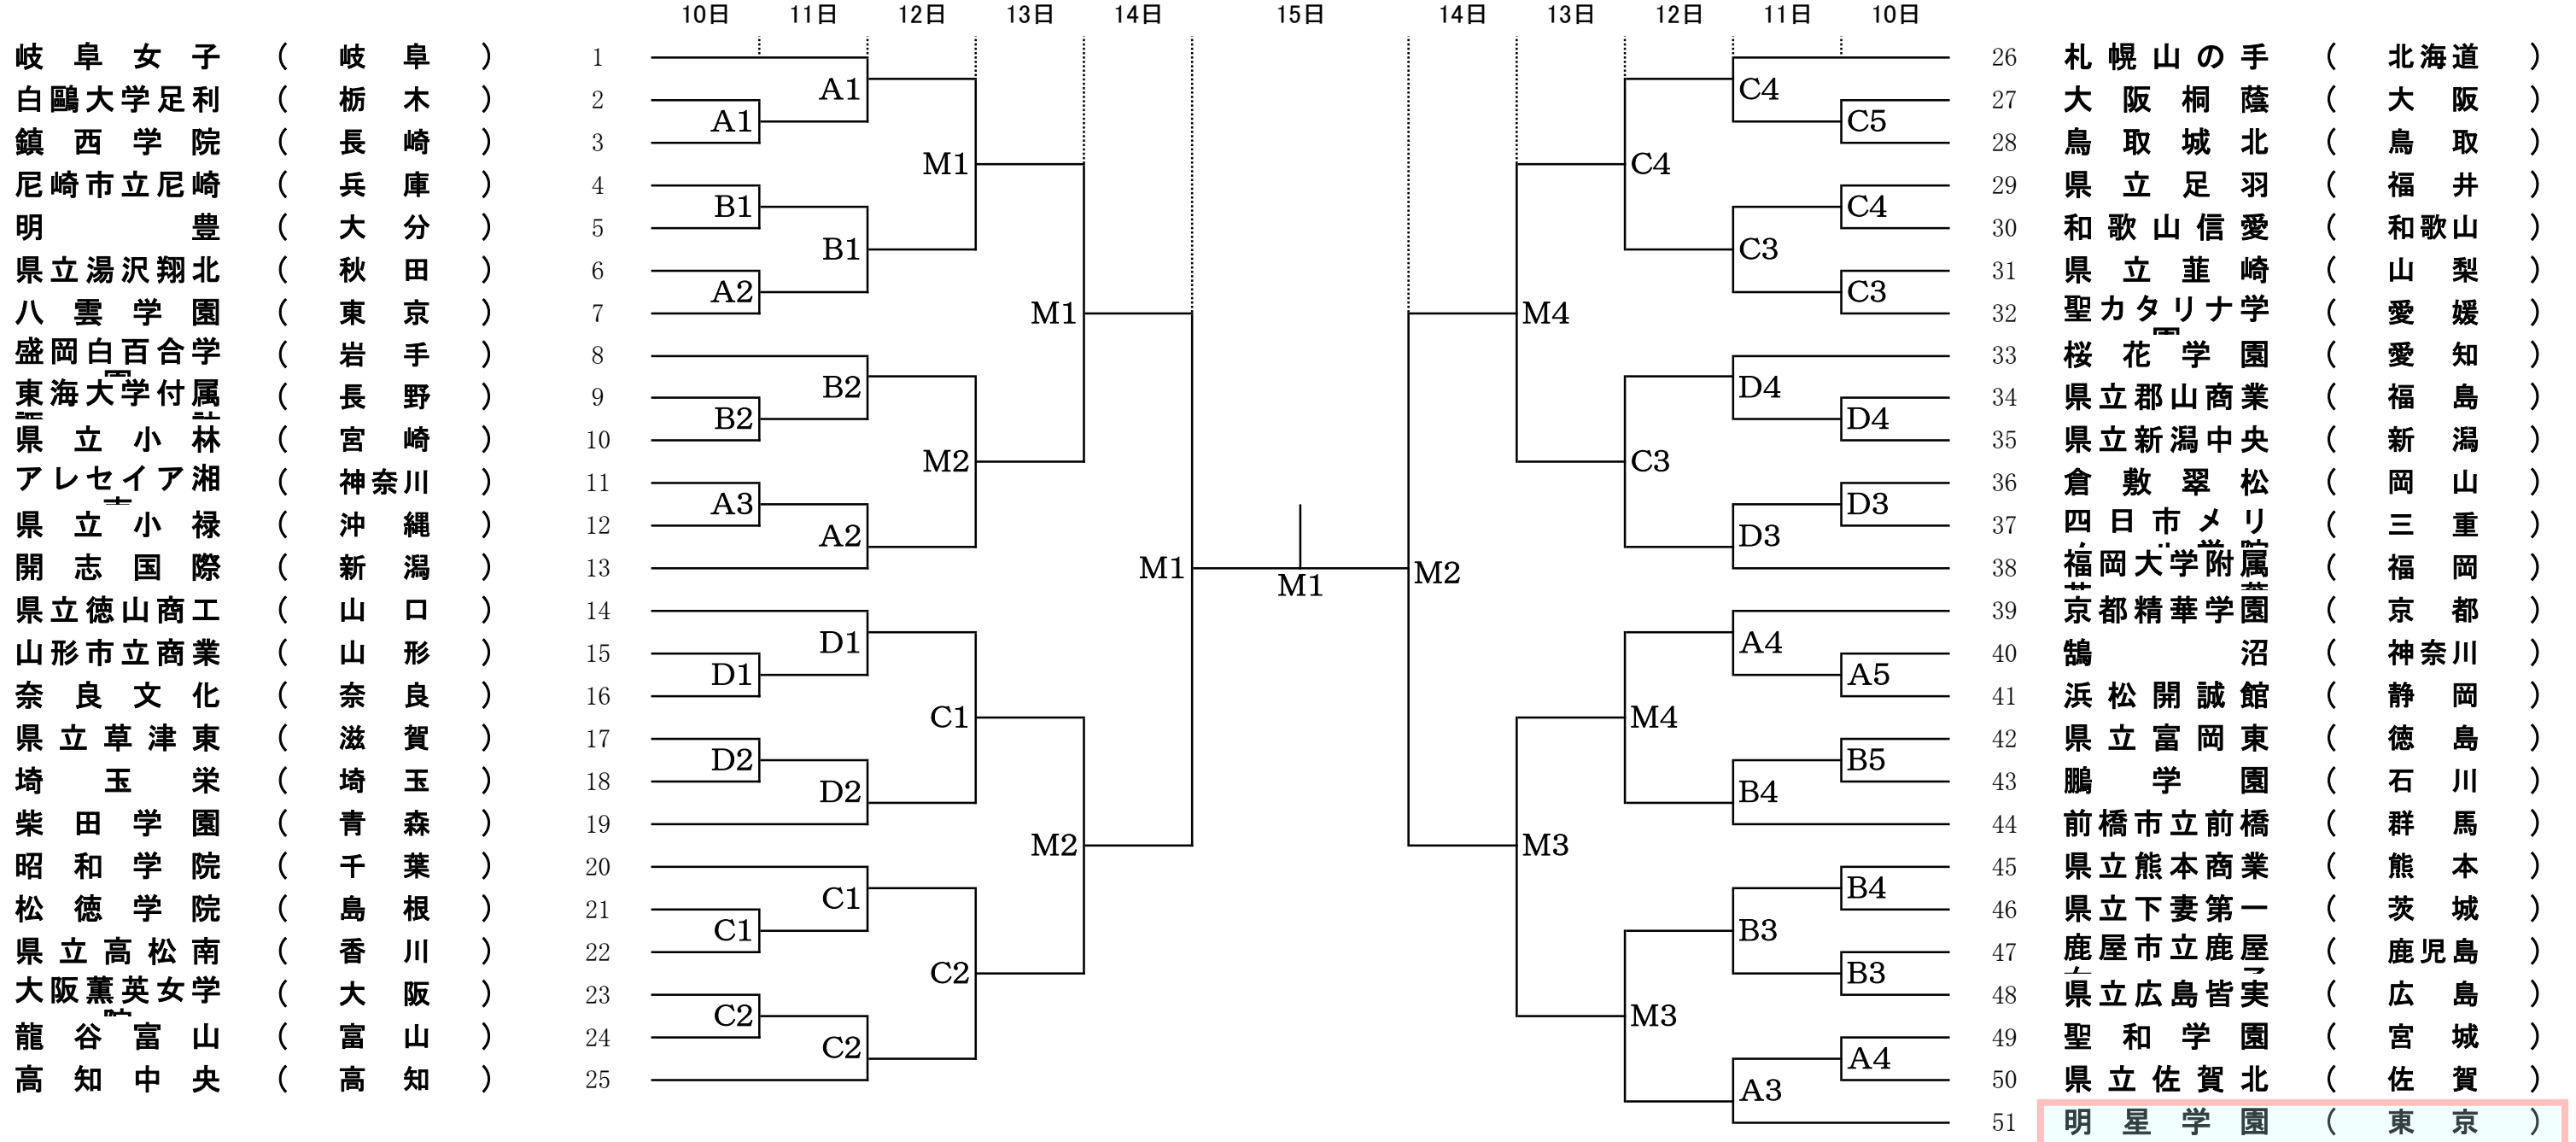 10日 11日 12日 13日 14日 15日 14日 13日 12日 11日 10日
岐阜女子 ( 岐阜 ) 1
白鷗大学足利 ( 栃木 ) 2
鎮西学院 ( 長崎 ) 3
尼崎市立尼崎 ( 兵庫 ) 4
明豊 ( 大分 ) 5
県立湯沢翔北 ( 秋田 ) 6
八雲学園 ( 東京 ) 7
盛岡白百合学 ( 岩手 ) 8
東海大学付属 ( 長野 ) 9
県立小林 ( 宮崎 ) 10
アレセイア湘 ( 神奈川 ) 11
県立小禄 ( 沖縄 ) 12
開志国際 ( 新潟 ) 13
県立徳山商工 ( 山口 ) 14
山形市立商業 ( 山形 ) 15
奈良文化 ( 奈良 ) 16
県立草津東 ( 滋賀 ) 17
埼玉栄 ( 埼玉 ) 18
柴田学園 ( 青森 ) 19
昭和学院 ( 千葉 ) 20
松徳学院 ( 島根 ) 21
県立高松南 ( 香川 ) 22
大阪薫英女学 ( 大阪 ) 23
龍谷富山 ( 富山 ) 24
高知中央 ( 高知 ) 25
A1
B1
A2
B2
A3
D1
D2
C1
C2
A1
B1
B2
A2
D1
D2
C1
C2
M1
M2
C1
C2
M1
M2
M1
M1
M2
M4
M3
C4
C3
M4
M3
C4
C3
D4
D3
A4
B4
B3
A3
C5
C4
C3
D4
D3
A5
B5
B4
B3
A4
26 札幌山の手 ( 北海道 )
27 大阪桐蔭 ( 大阪 )
28 鳥取城北 ( 鳥取 )
29 県立足羽 ( 福井 )
30 和歌山信愛 ( 和歌山 )
31 県立韮崎 ( 山梨 )
32 聖カタリナ学 ( 愛媛 )
33 桜花学園 ( 愛知 )
34 県立郡山商業 ( 福島 )
35 県立新潟中央 ( 新潟 )
36 倉敷翠松 ( 岡山 )
37 四日市メリ ( 三重 )
38 福岡大学附属 ( 福岡 )
39 京都精華学園 ( 京都 )
40 鵠沼 ( 神奈川 )
41 浜松開誠館 ( 静岡 )
42 県立富岡東 ( 徳島 )
43 鵬学園 ( 石川 )
44 前橋市立前橋 ( 群馬 )
45 県立熊本商業 ( 熊本 )
46 県立下妻第一 ( 茨城 )
47 鹿屋市立鹿屋 ( 鹿児島 )
48 県立広島皆実 ( 広島 )
49 聖和学園 ( 宮城 )
50 県立佐賀北 ( 佐賀 )
51 明星学園 ( 東京 )